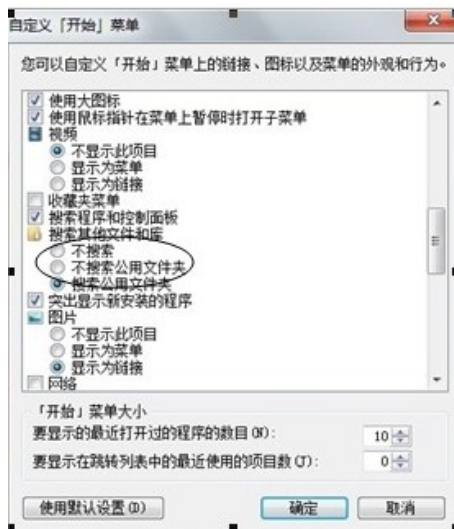 自定义「开始」菜单
您可以自定义「开始」菜单上的链接、图标以及菜单的外观和行为。
使用大图标
使用鼠标指针在菜单上暂停时打开子菜单
视频
不显示此项目
显示为菜单
显示为链接
收藏夹菜单
搜索程序和控制面板
搜索其他文件和库
不搜索
不搜索公用文件夹
搜索公用文件夹
突出显示新安装的程序
图片
不显示此项目
显示为菜单
显示为链接
网络
「开始」菜单大小
要显示的最近打开过的程序的数目(N): 10
要显示在跳转列表中的最近使用的项目数(J): 0
使用默认设置(D) 确定 取消